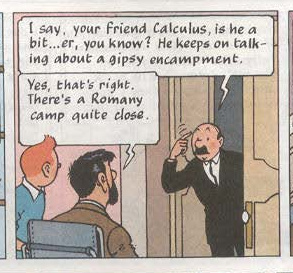 I say, your friend Calculus, is he a
bit...er, you know? He keeps on talk-
ing about a gipsy encampment.
Yes, that's right.
There's a Romany
camp quite close.